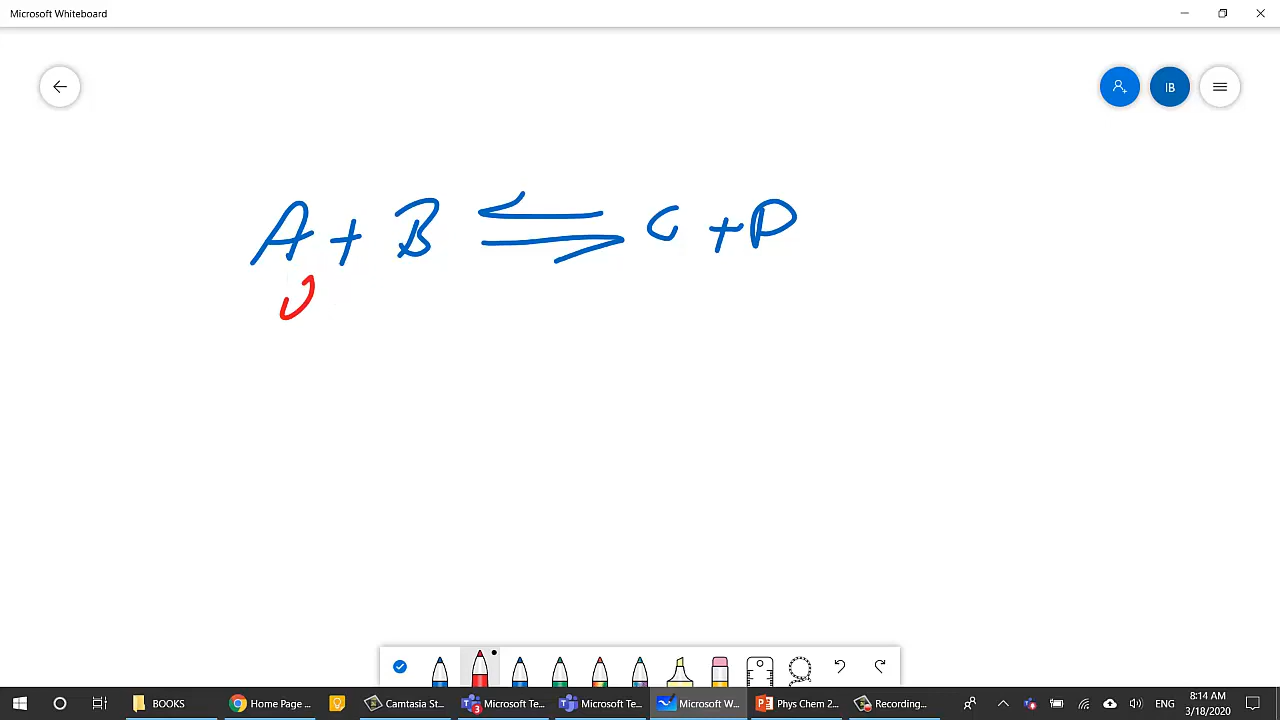 Microsoft Whiteboard
IB
A + B ⇌ C + D
BOOKS
Home Page ...
Camtasia St...
3
Microsoft Te...
Microsoft Te...
Microsoft W...
Phys Chem 2...
Recording...
ENG
8:14 AM
3/18/2020